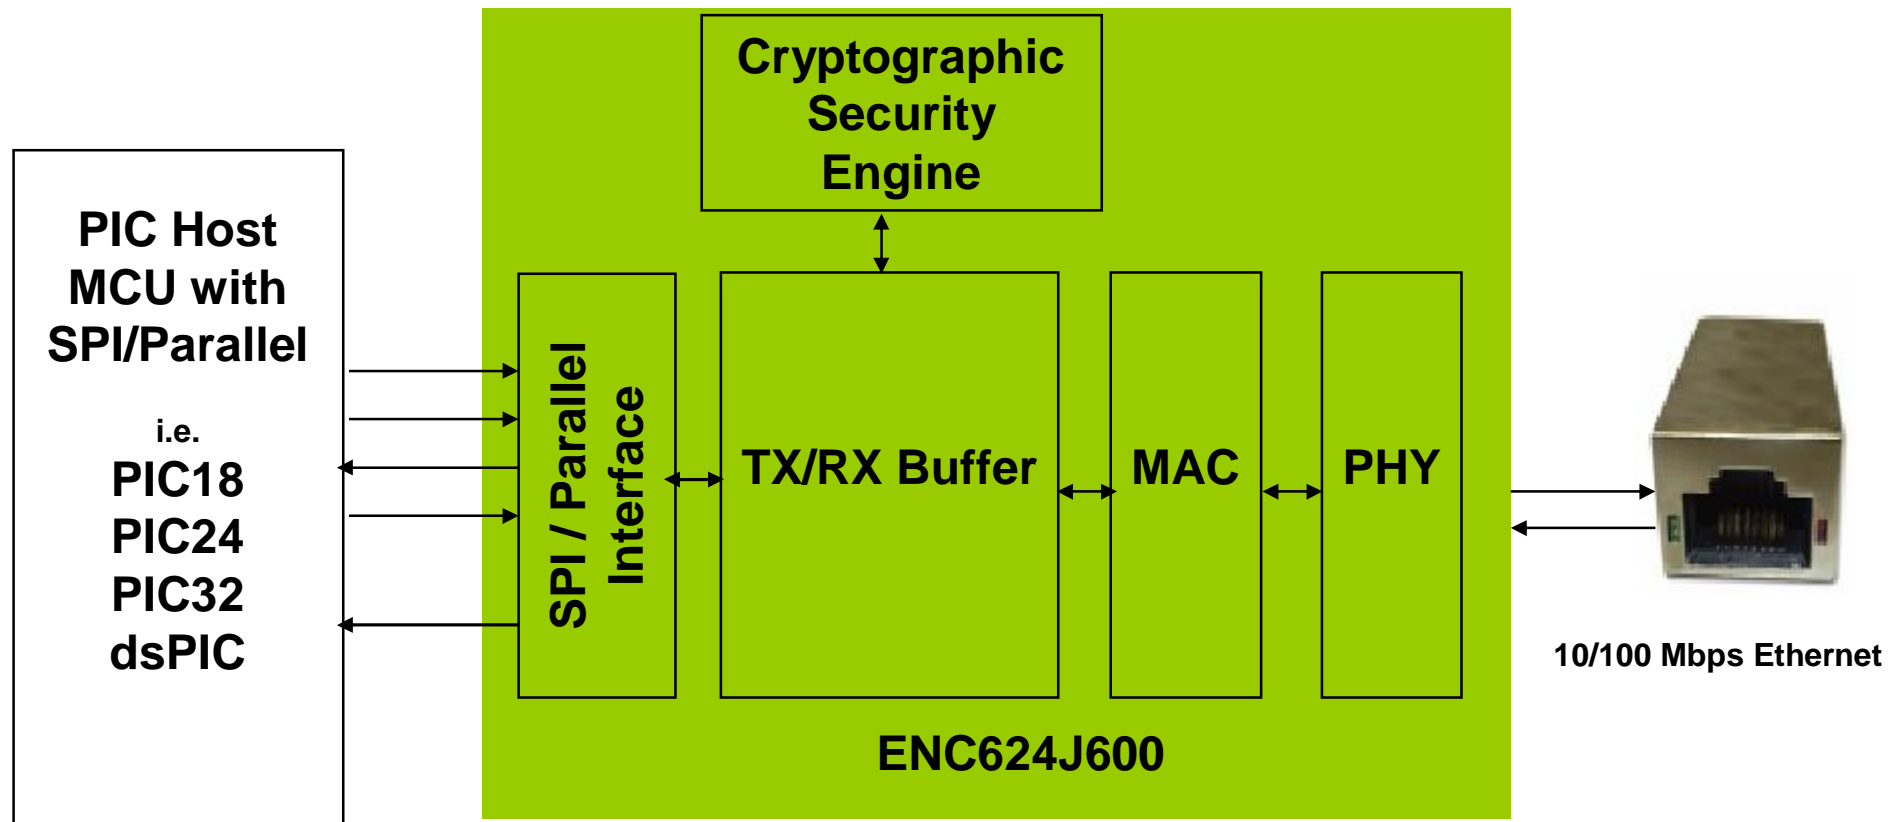 Cryptographic
Security
Engine
PIC Host
MCU with
SPI/Parallel
i.e.
PIC18
PIC24
PIC32
dsPIC
SPI / Parallel
Interface
TX/RX Buffer
MAC
PHY
10/100 Mbps Ethernet
ENC624J600